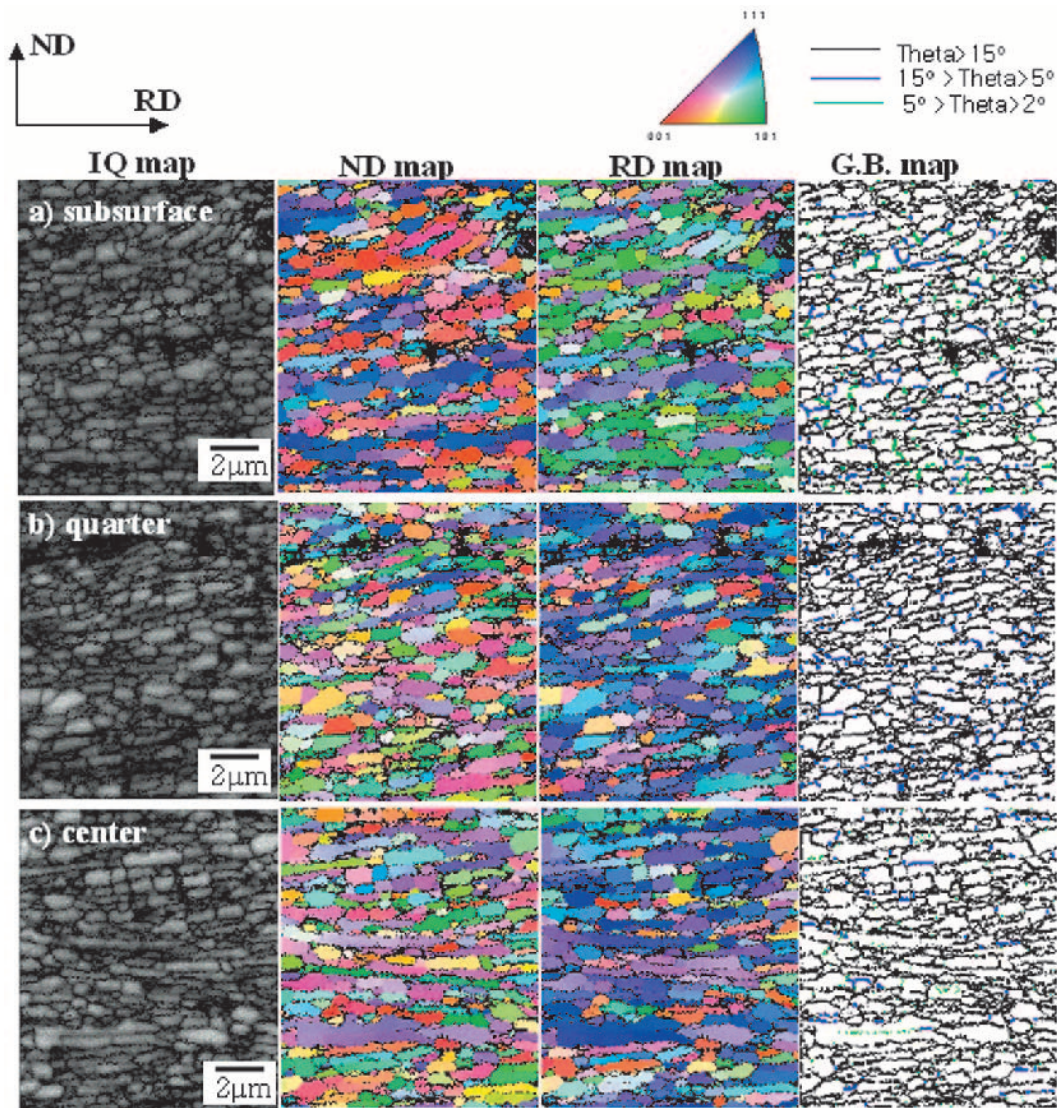 ND
RD
111
001
101
Theta>15°
15° >Theta>5°
5° >Theta>2°
IQ map
ND map
RD map
G.B. map
a) subsurface
2μm
b) quarter
2μm
c) center
2μm